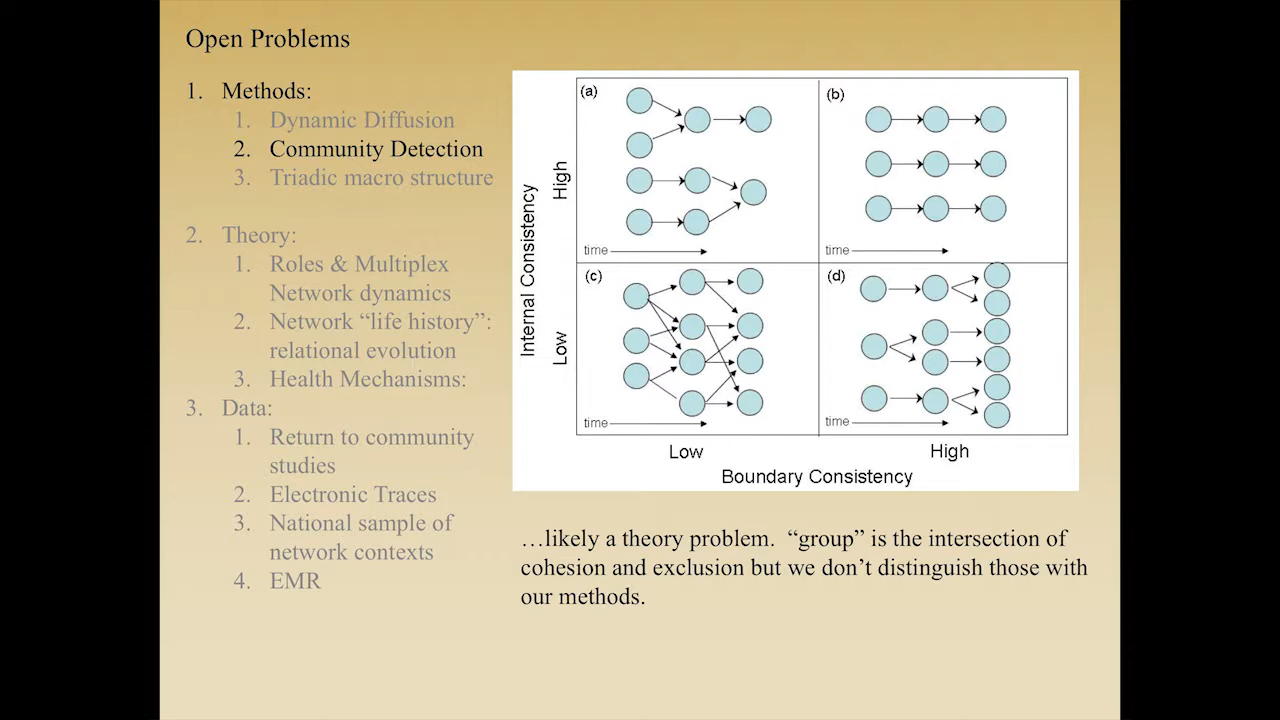 Open Problems
1. Methods:
1. Dynamic Diffusion
2. Community Detection
3. Triadic macro structure
2. Theory:
1. Roles & Multiplex
Network dynamics
2. Network “life history”:
relational evolution
3. Health Mechanisms:
3. Data:
1. Return to community
studies
2. Electronic Traces
3. National sample of
network contexts
4. EMR
Internal Consistency
High
Low
(a)
time
(b)
time
(c)
time
(d)
time
Low
High
Boundary Consistency
…likely a theory problem. “group” is the intersection of
cohesion and exclusion but we don’t distinguish those with
our methods.